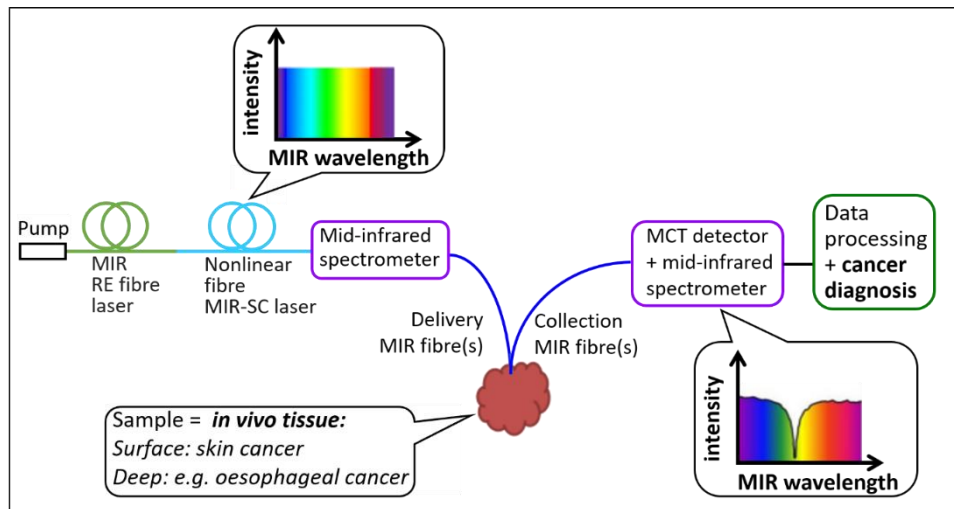 intensity
MIR wavelength
Pump
MIR
RE fibre
laser
Nonlinear
fibre
MIR-SC laser
Mid-infrared
spectrometer
Delivery
MIR fibre(s)
Collection
MIR fibre(s)
MCT detector
+ mid-infrared
spectrometer
Data
processing
+ cancer
diagnosis
Sample = in vivo tissue:
Surface: skin cancer
Deep: e.g. oesophageal cancer
intensity
MIR wavelength